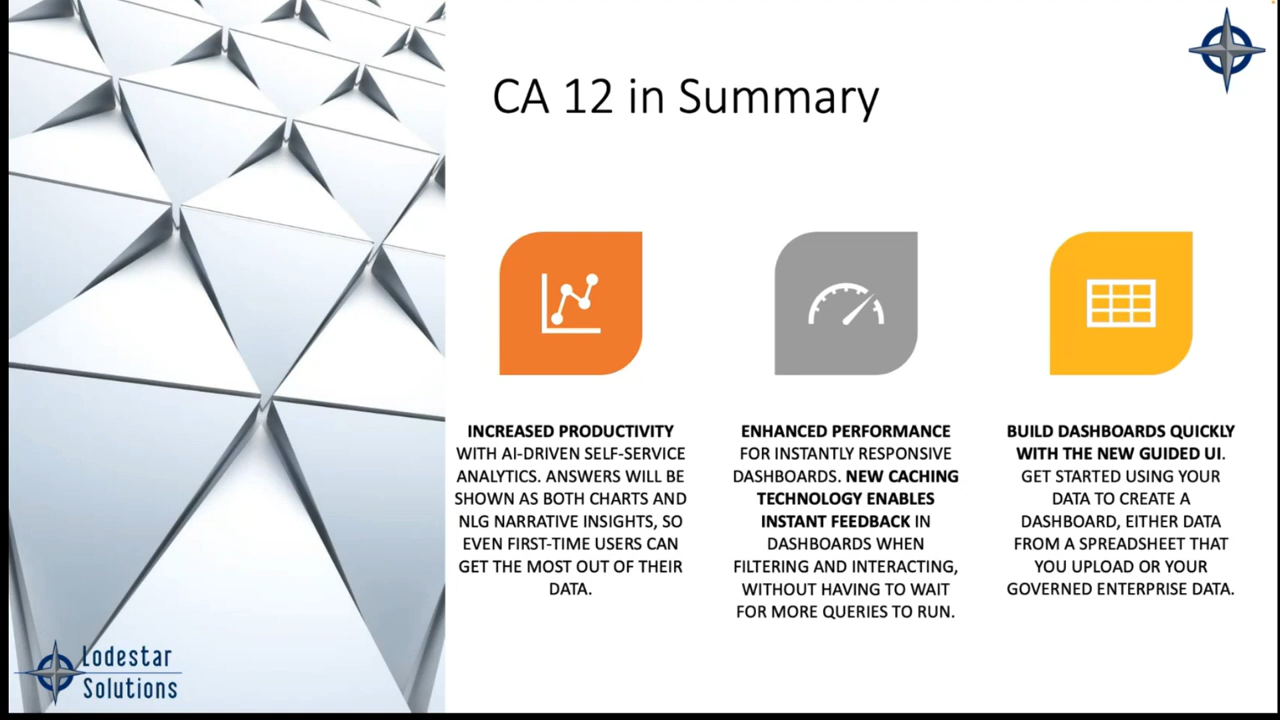 CA 12 in Summary
INCREASED PRODUCTIVITY
WITH AI-DRIVEN SELF-SERVICE
ANALYTICS. ANSWERS WILL BE
SHOWN AS BOTH CHARTS AND
NLG NARRATIVE INSIGHTS, SO
EVEN FIRST-TIME USERS CAN
GET THE MOST OUT OF THEIR
DATA.
ENHANCED PERFORMANCE
FOR INSTANTLY RESPONSIVE
DASHBOARDS. NEW CACHING
TECHNOLOGY ENABLES
INSTANT FEEDBACK IN
DASHBOARDS WHEN
FILTERING AND INTERACTING,
WITHOUT HAVING TO WAIT
FOR MORE QUERIES TO RUN.
BUILD DASHBOARDS QUICKLY
WITH THE NEW GUIDED UI.
GET STARTED USING YOUR
DATA TO CREATE A
DASHBOARD, EITHER DATA
FROM A SPREADSHEET THAT
YOU UPLOAD OR YOUR
GOVERNED ENTERPRISE DATA.
Lodestar
Solutions